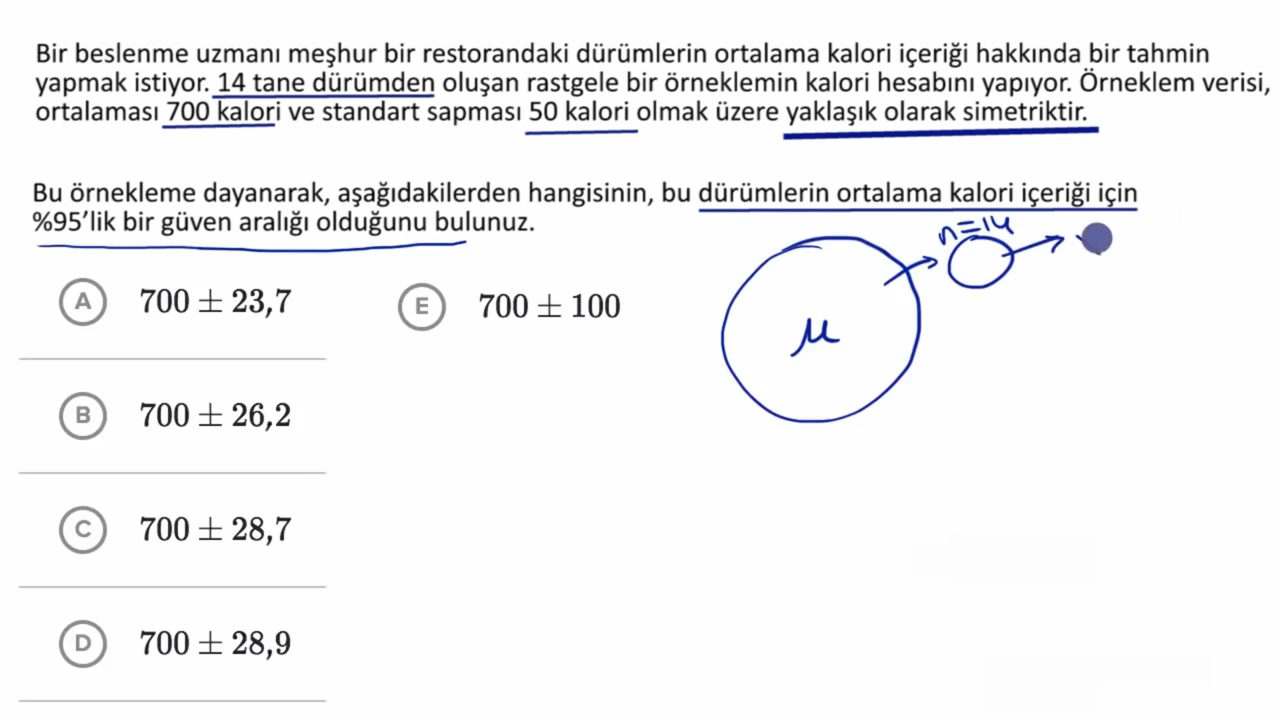 Bir beslenme uzmanı meşhur bir restorandaki dürümlerin ortalama kalori içeriği hakkında bir tahmin
yapmak istiyor. 14 tane dürümden oluşan rastgele bir örneklemin kalori hesabını yapıyor. Örneklem verisi,
ortalaması 700 kalori ve standart sapması 50 kalori olmak üzere yaklaşık olarak simetriktir.
Bu örnekleme dayanarak, aşağıdakilerden hangisinin, bu dürümlerin ortalama kalori içeriği için
%95'lik bir güven aralığı olduğunu bulunuz.
n=14
μ
A 700 ± 23,7
E 700 ± 100
B 700 ± 26,2
C 700 ± 28,7
D 700 ± 28,9